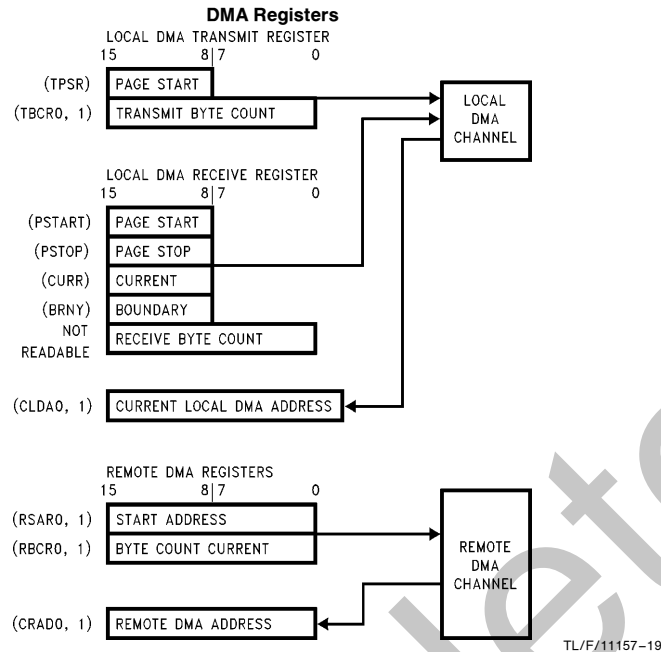 DMA Registers
LOCAL DMA TRANSMIT REGISTER
15 8|7 0
(TPSR) PAGE START
(TBCR0, 1) TRANSMIT BYTE COUNT
LOCAL DMA CHANNEL
LOCAL DMA RECEIVE REGISTER
15 8|7 0
(PSTART) PAGE START
(PSTOP) PAGE STOP
(CURR) CURRENT
(BRNY) BOUNDARY
NOT READABLE RECEIVE BYTE COUNT
(CLDA0, 1) CURRENT LOCAL DMA ADDRESS
REMOTE DMA REGISTERS
15 8|7 0
(RSAR0, 1) START ADDRESS
(RBCR0, 1) BYTE COUNT CURRENT
REMOTE DMA CHANNEL
(CRAD0, 1) REMOTE DMA ADDRESS
TL/F/11157–19